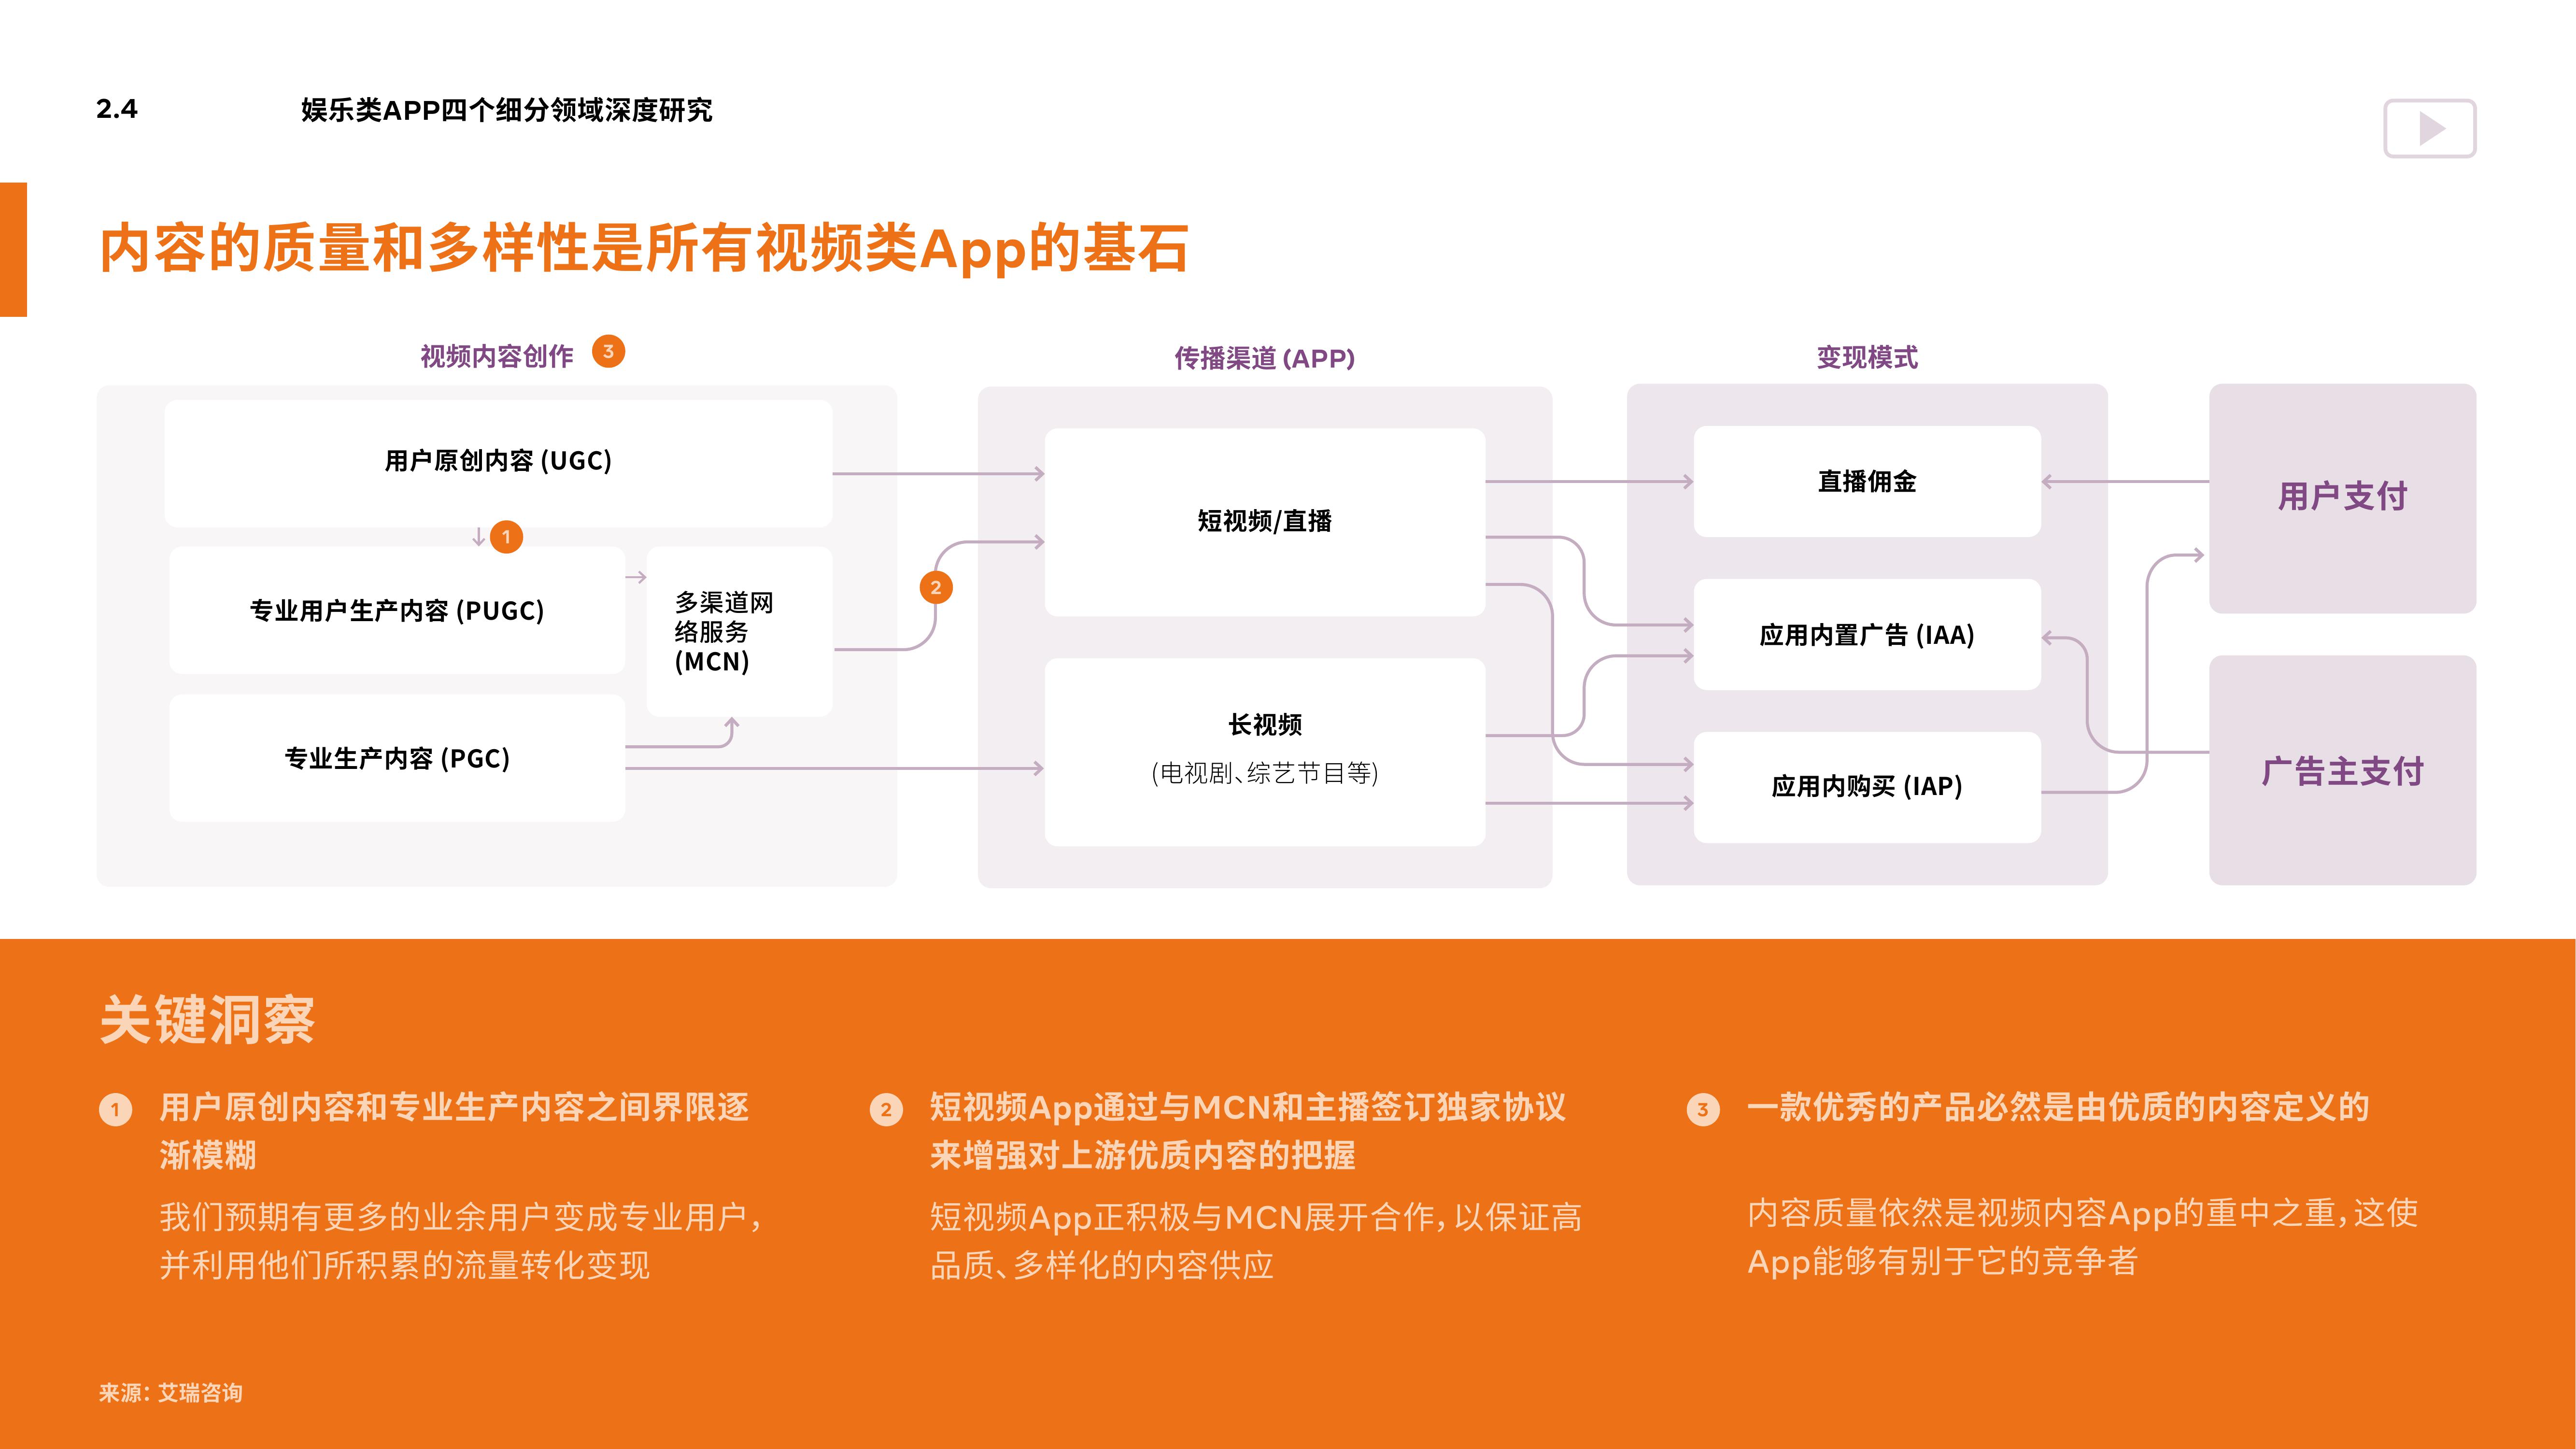 2.4
娱乐类APP四个细分领域深度研究
内容的质量和多样性是所有视频类App的基石
视频内容创作 3
用户原创内容 (UGC)
1
专业用户生产内容 (PUGC)
多渠道网
络服务
(MCN)
专业生产内容 (PGC)
2
传播渠道 (APP)
短视频/直播
长视频
(电视剧、综艺节目等)
变现模式
直播佣金
应用内置广告 (IAA)
应用内购买 (IAP)
用户支付
广告主支付
关键洞察
1 用户原创内容和专业生产内容之间界限逐
渐模糊
我们预期有更多的业余用户变成专业用户，
并利用他们所积累的流量转化变现
2 短视频App通过与MCN和主播签订独家协议
来增强对上游优质内容的把握
短视频App正积极与MCN展开合作，以保证高
品质、多样化的内容供应
3 一款优秀的产品必然是由优质的内容定义的
内容质量依然是视频内容App的重中之重，这使
App能够有别于它的竞争者
来源：艾瑞咨询